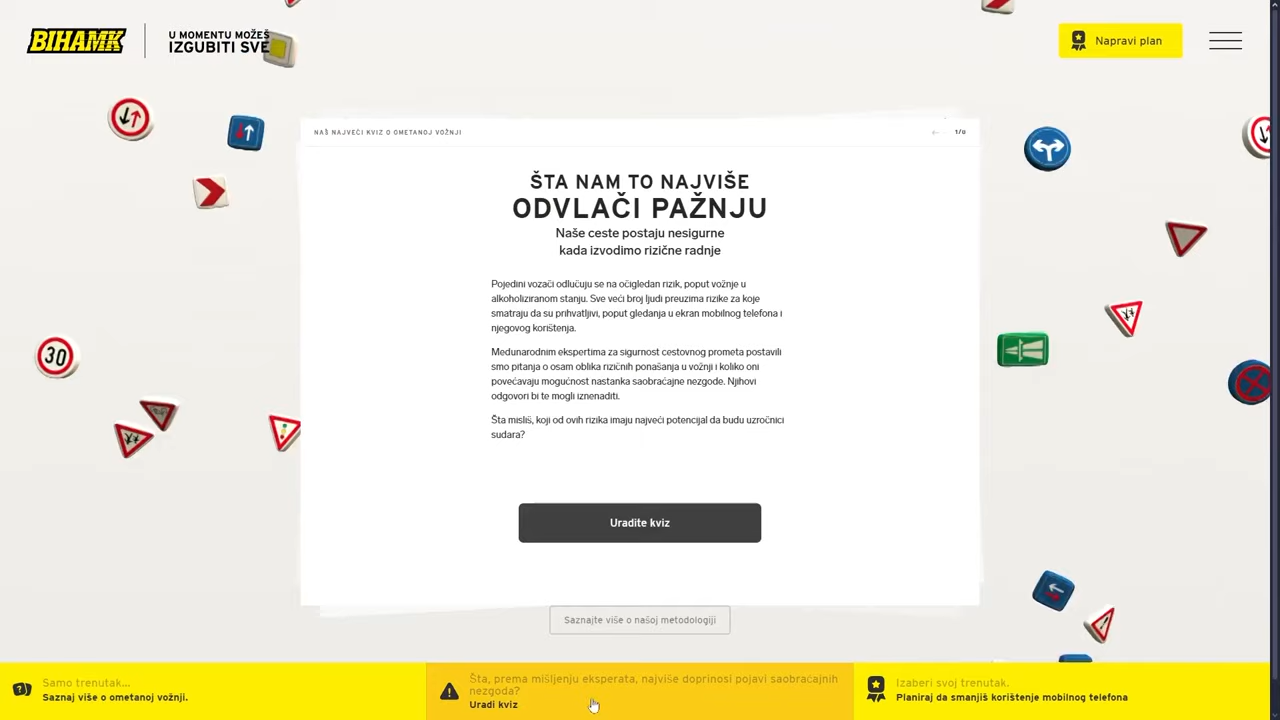 BIHAMK
U MOMENTU MOŽEŠ
IZGUBITI SVE
Napravi plan
NAŠ NAJVEĆI KVIZ O OMETANOJ VOŽNJI
1/0
ŠTA NAM TO NAJVIŠE
ODVLAČI PAŽNJU
Naše ceste postaju nesigurne
kada izvodimo rizične radnje
Pojedini vozači odlučuju se na očigledan rizik, poput vožnje u
alkoholiziranom stanju. Sve veći broj ljudi preuzima rizike za koje
smatraju da su prihvatljivi, poput gledanja u ekran mobilnog telefona i
njegovog korištenja.
Međunarodnim ekspertima za sigurnost cestovnog prometa postavili
smo pitanja o osam oblika rizičnih ponašanja u vožnji i koliko oni
povećavaju mogućnost nastanka saobraćajne nezgode. Njihovi
odgovori bi te mogli iznenaditi.
Šta misliš, koji od ovih rizika imaju najveći potencijal da budu uzročnici
sudara?
Uradite kviz
30
Saznajte više o našoj metodologiji
Samo trenutak...
Saznaj više o ometanoj vožnji.
Šta, prema mišljenju eksperata, najviše doprinosi pojavi saobraćajnih
nezgoda?
Uradi kviz
Izaberi svoj trenutak.
Planiraj da smanjiš korištenje mobilnog telefona